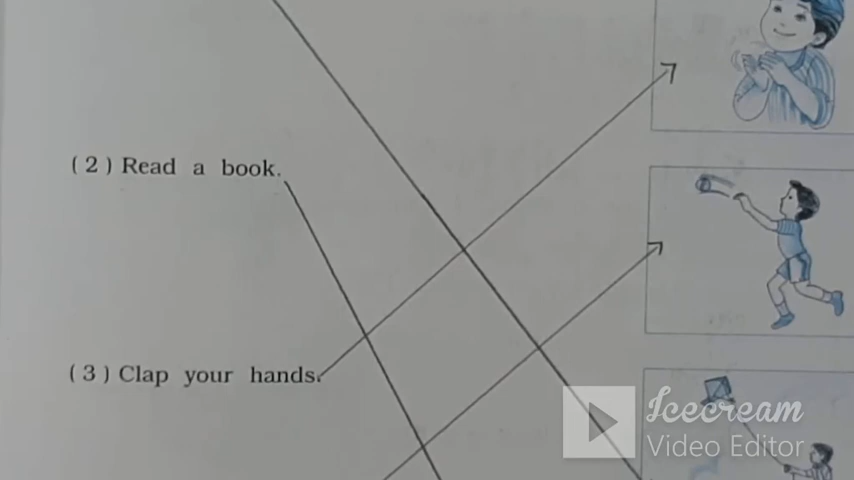 ( 2 ) Read a book.
( 3 ) Clap your hands.
Icecream
Video Editor